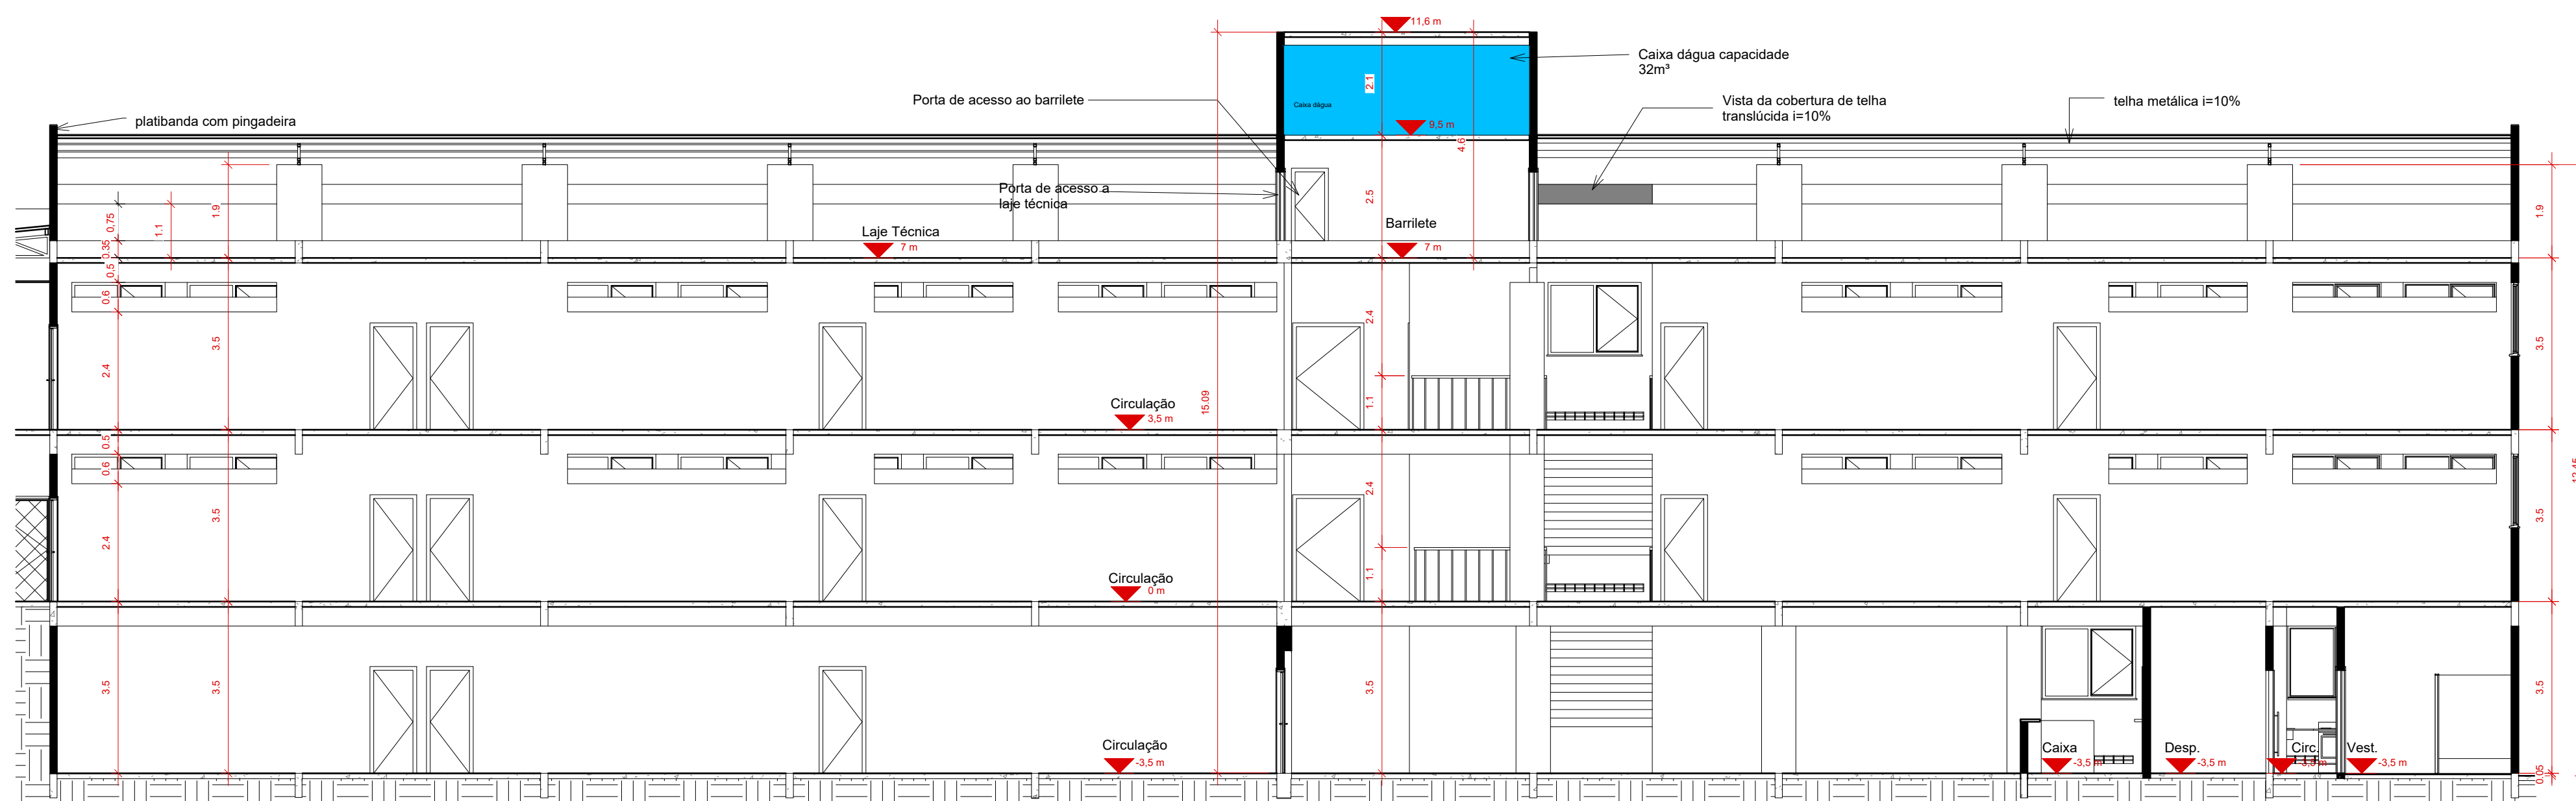 11,6 m
Caixa dágua capacidade
32m³
2.1
Porta de acesso ao barrilete
Vista da cobertura de telha
translúcida i=10%
telha metálica i=10%
Caixa dágua
platibanda com pingadeira
9,5 m
4.6
Porta de acesso a
laje técnica
2.5
1.9
1.9
0,75
1.1
Laje Técnica
7 m
Barrilete
7 m
0.35
0,5
0.6
2.4
3.5
2.4
3.5
15.09
1.1
Circulação
3,5 m
0.5
0.6
2.4
3.5
2.4
3.5
1.1
Circulação
0 m
3.5
3.5
3.5
3.5
Circulação
-3,5 m
Caixa
-3,5 m
Desp.
-3,5 m
Circ.
-3,5 m
Vest.
-3,5 m
0.05